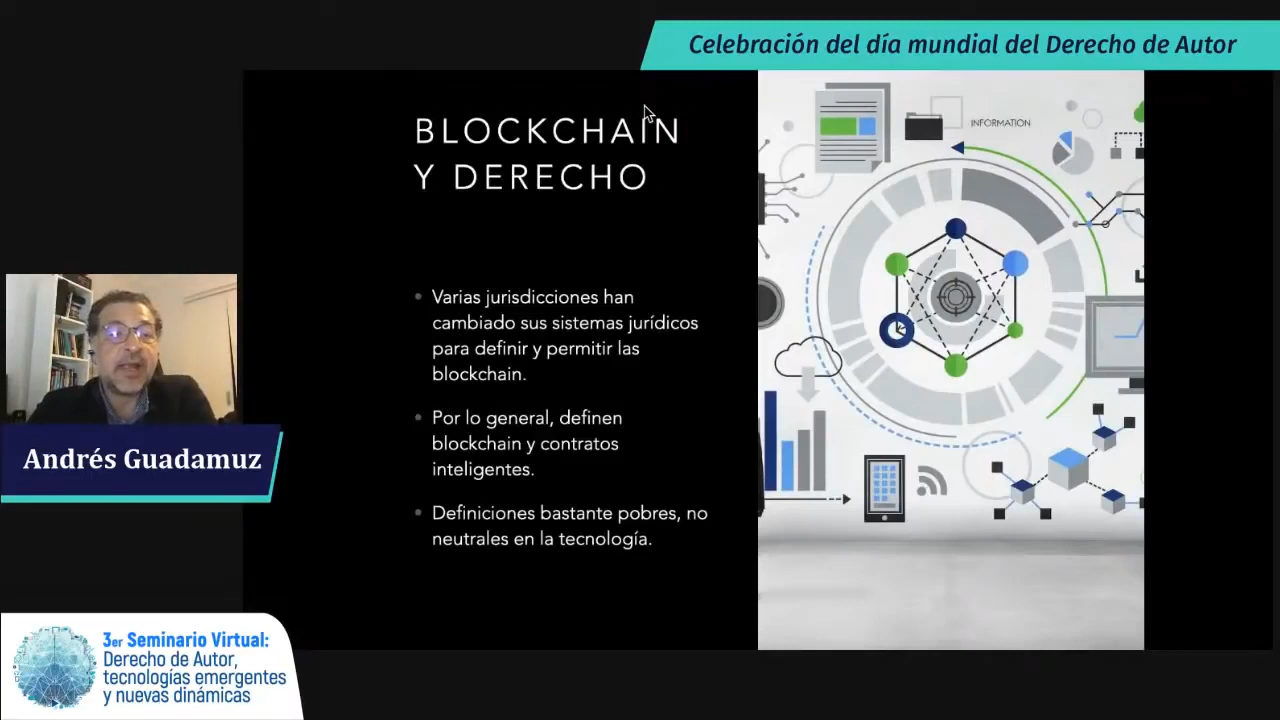 Celebración del día mundial del Derecho de Autor
BLOCKCHAIN
Y DERECHO
INFORMATION
• Varias jurisdicciones han
cambiado sus sistemas jurídicos
para definir y permitir las
blockchain.
• Por lo general, definen
blockchain y contratos
inteligentes.
• Definiciones bastante pobres, no
neutrales en la tecnología.
Andrés Guadamuz
3er Seminario Virtual:
Derecho de Autor,
tecnologías emergentes
y nuevas dinámicas